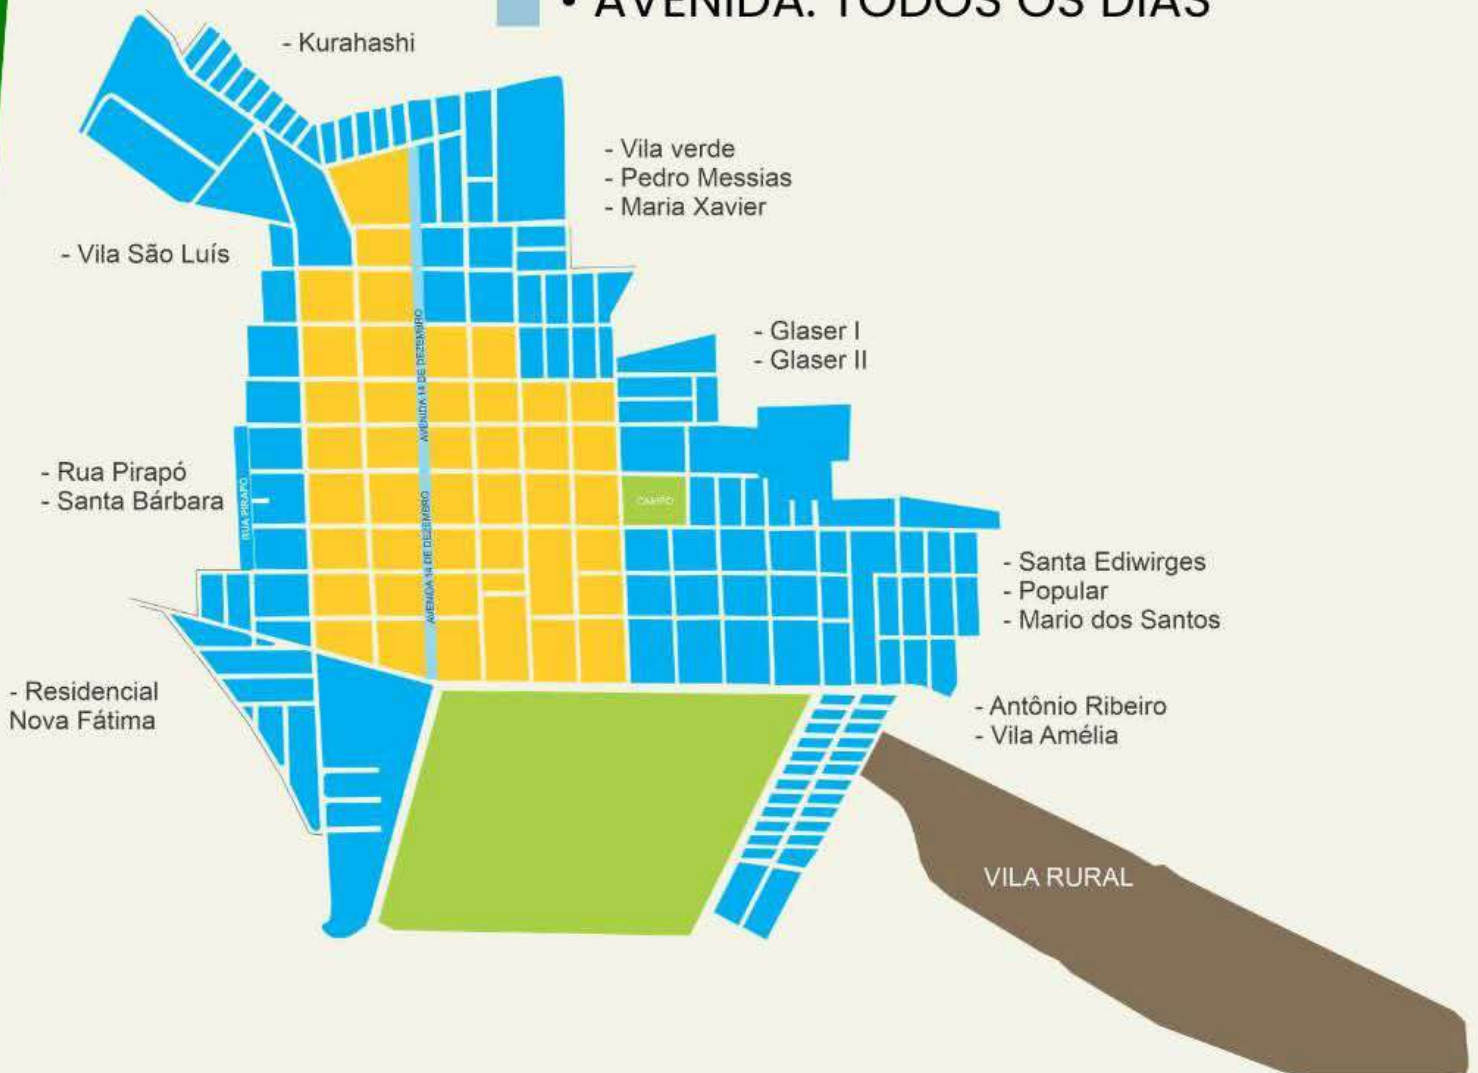 • AVENIDA: TODOS OS DIAS
- Kurahashi
- Vila verde
- Pedro Messias
- Maria Xavier
- Vila São Luís
- Glaser I
- Glaser II
AVENIDA 14 DE DEZEMBRO
- Rua Pirapó
- Santa Bárbara
RUA PIRAPÓ
CAMPO
AVENIDA 14 DE DEZEMBRO
- Santa Ediwirges
- Popular
- Mario dos Santos
- Residencial
Nova Fátima
- Antônio Ribeiro
- Vila Amélia
VILA RURAL